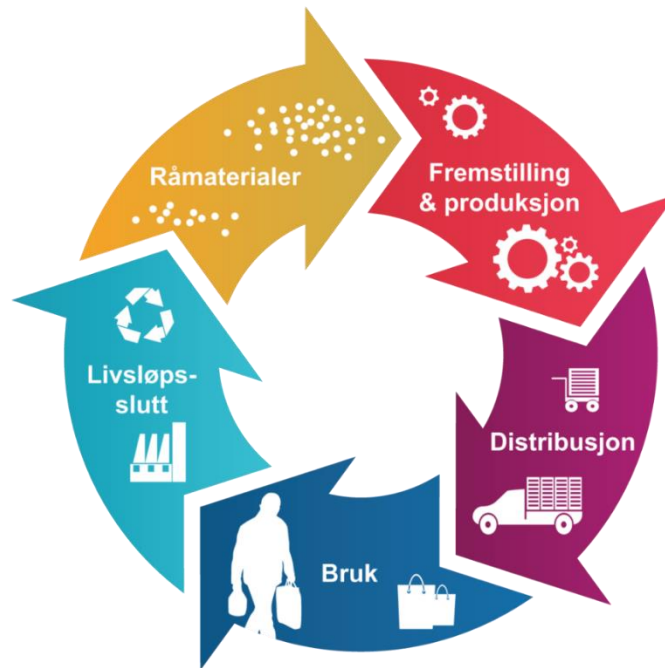 Råmaterialer
Fremstilling
& produksjon
Distribusjon
Bruk
Livsløps-
slutt